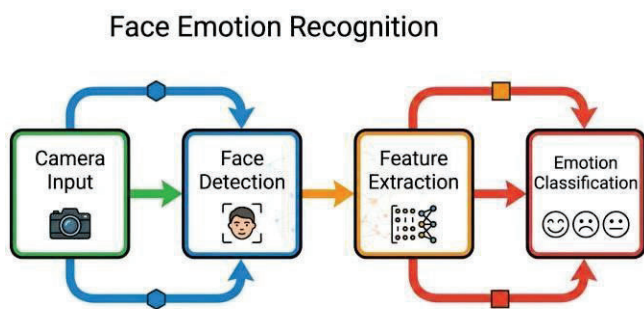 Face Emotion Recognition
Camera
Input
Face
Detection
Feature
Extraction
Emotion
Classification